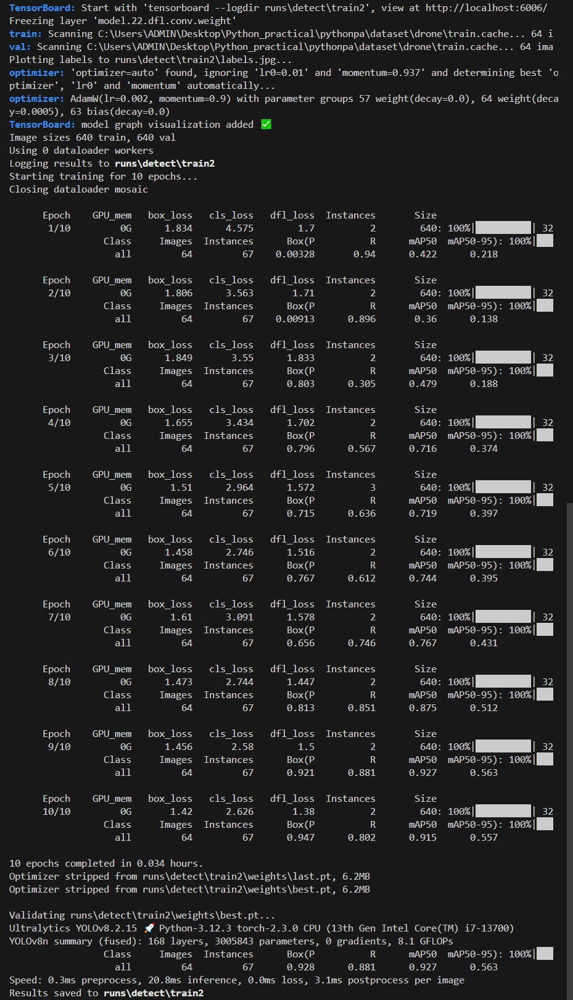 TensorBoard: Start with 'tensorboard --logdir runs\detect\train2', view at http://localhost:6006/
Freezing layer 'model.22.dfl.conv.weight'
train: Scanning C:\Users\ADMIN\Desktop\Python_practical\pythonpa\dataset\drone\train.cache... 64 i
val: Scanning C:\Users\ADMIN\Desktop\Python_practical\pythonpa\dataset\drone\train.cache... 64 ima
Plotting labels to runs\detect\train2\labels.jpg...
optimizer: 'optimizer=auto' found, ignoring 'lr0=0.01' and 'momentum=0.937' and determining best 'o
ptimizer', 'lr0' and 'momentum' automatically...
optimizer: AdamW(lr=0.002, momentum=0.9) with parameter groups 57 weight(decay=0.0), 64 weight(deca
y=0.0005), 63 bias(decay=0.0)
TensorBoard: model graph visualization added ✅
Image sizes 640 train, 640 val
Using 0 dataloader workers
Logging results to runs\detect\train2
Starting training for 10 epochs...
Closing dataloader mosaic
Epoch GPU_mem box_loss cls_loss dfl_loss Instances Size
1/10 0G 1.834 4.575 1.7 2 640: 100%|██████████| 32
Class Images Instances Box(P R mAP50 mAP50-95): 100%|███
all 64 67 0.00328 0.94 0.422 0.218
Epoch GPU_mem box_loss cls_loss dfl_loss Instances Size
2/10 0G 1.806 3.563 1.71 2 640: 100%|██████████| 32
Class Images Instances Box(P R mAP50 mAP50-95): 100%|███
all 64 67 0.00913 0.896 0.36 0.138
Epoch GPU_mem box_loss cls_loss dfl_loss Instances Size
3/10 0G 1.849 3.55 1.833 2 640: 100%|██████████| 32
Class Images Instances Box(P R mAP50 mAP50-95): 100%|███
all 64 67 0.803 0.305 0.479 0.188
Epoch GPU_mem box_loss cls_loss dfl_loss Instances Size
4/10 0G 1.655 3.434 1.702 2 640: 100%|██████████| 32
Class Images Instances Box(P R mAP50 mAP50-95): 100%|███
all 64 67 0.796 0.567 0.716 0.374
Epoch GPU_mem box_loss cls_loss dfl_loss Instances Size
5/10 0G 1.51 2.964 1.572 3 640: 100%|██████████| 32
Class Images Instances Box(P R mAP50 mAP50-95): 100%|███
all 64 67 0.715 0.636 0.719 0.397
Epoch GPU_mem box_loss cls_loss dfl_loss Instances Size
6/10 0G 1.458 2.746 1.516 2 640: 100%|██████████| 32
Class Images Instances Box(P R mAP50 mAP50-95): 100%|███
all 64 67 0.767 0.612 0.744 0.395
Epoch GPU_mem box_loss cls_loss dfl_loss Instances Size
7/10 0G 1.61 3.091 1.578 2 640: 100%|██████████| 32
Class Images Instances Box(P R mAP50 mAP50-95): 100%|███
all 64 67 0.656 0.746 0.767 0.431
Epoch GPU_mem box_loss cls_loss dfl_loss Instances Size
8/10 0G 1.473 2.744 1.447 2 640: 100%|██████████| 32
Class Images Instances Box(P R mAP50 mAP50-95): 100%|███
all 64 67 0.813 0.851 0.875 0.512
Epoch GPU_mem box_loss cls_loss dfl_loss Instances Size
9/10 0G 1.456 2.58 1.5 2 640: 100%|██████████| 32
Class Images Instances Box(P R mAP50 mAP50-95): 100%|███
all 64 67 0.921 0.881 0.927 0.563
Epoch GPU_mem box_loss cls_loss dfl_loss Instances Size
10/10 0G 1.42 2.626 1.38 2 640: 100%|██████████| 32
Class Images Instances Box(P R mAP50 mAP50-95): 100%|███
all 64 67 0.947 0.802 0.915 0.557
10 epochs completed in 0.034 hours.
Optimizer stripped from runs\detect\train2\weights\last.pt, 6.2MB
Optimizer stripped from runs\detect\train2\weights\best.pt, 6.2MB
Validating runs\detect\train2\weights\best.pt...
Ultralytics YOLOv8.2.15 🚀 Python-3.12.3 torch-2.3.0 CPU (13th Gen Intel Core(TM) i7-13700)
YOLOv8n summary (fused): 168 layers, 3005843 parameters, 0 gradients, 8.1 GFLOPs
Class Images Instances Box(P R mAP50 mAP50-95): 100%|███
all 64 67 0.928 0.881 0.927 0.563
Speed: 0.3ms preprocess, 20.8ms inference, 0.0ms loss, 3.1ms postprocess per image
Results saved to runs\detect\train2